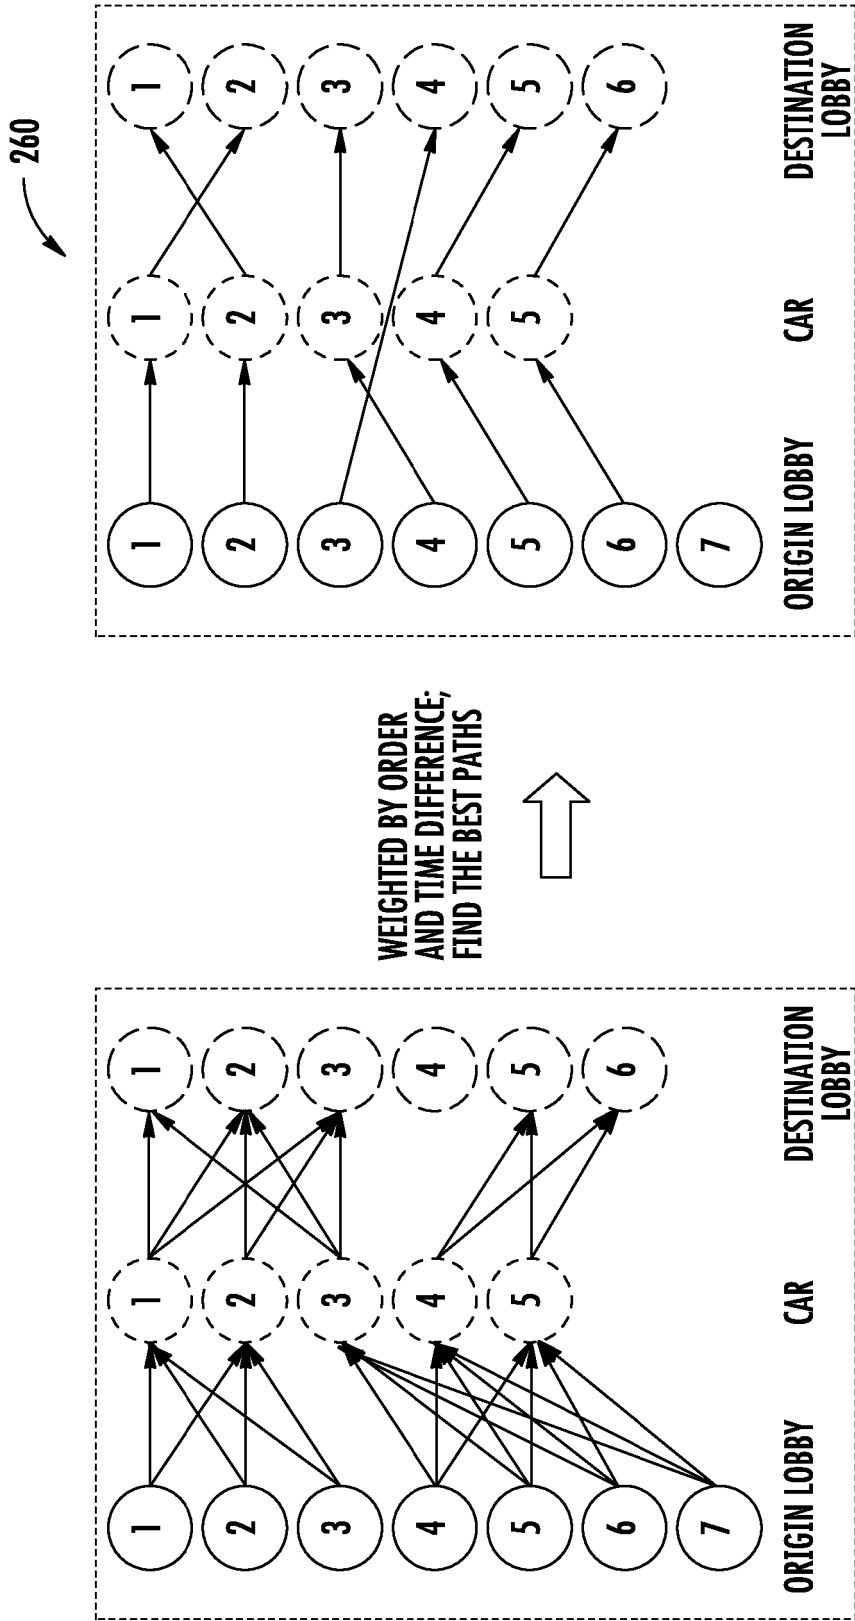 260
1 1 1
2 2 2
3 3 3
4 4 4
5 5 5
6 6
7
ORIGIN LOBBY CAR DESTINATION
LOBBY
WEIGHTED BY ORDER
AND TIME DIFFERENCE;
FIND THE BEST PATHS
1 1 1
2 2 2
3 3 3
4 4 4
5 5 5
6 6
7
ORIGIN LOBBY CAR DESTINATION
LOBBY